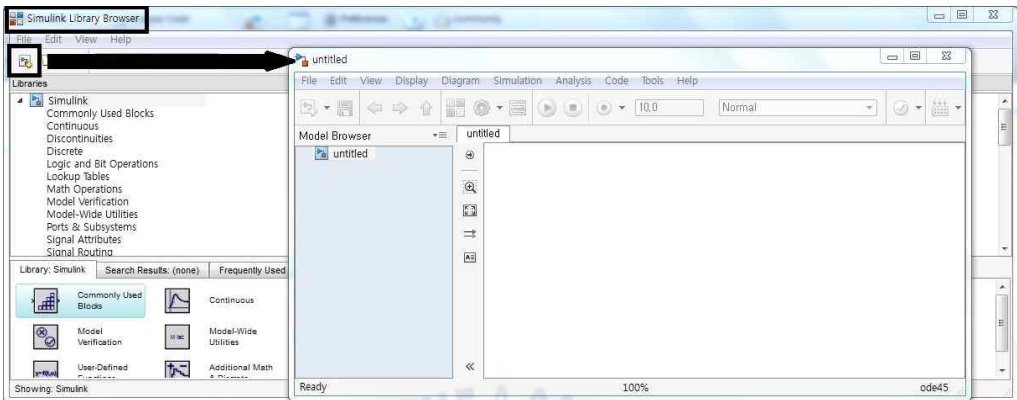 Simulink Library Browser
File Edit View Help
Libraries
Simulink
Commonly Used Blocks
Continuous
Discontinuities
Discrete
Logic and Bit Operations
Lookup Tables
Math Operations
Model Verification
Model-Wide Utilities
Ports & Subsystems
Signal Attributes
Signal Routing
Library: Simulink Search Results: (none) Frequently Used
Commonly Used
Blocks
Continuous
Model
Verification
Model-Wide
Utilities
User-Defined
Functions
Additional Math
& Discrete
Showing: Simulink
untitled
File Edit View Display Diagram Simulation Analysis Code Tools Help
10,0 Normal
Model Browser untitled
untitled
Ready 100% ode45